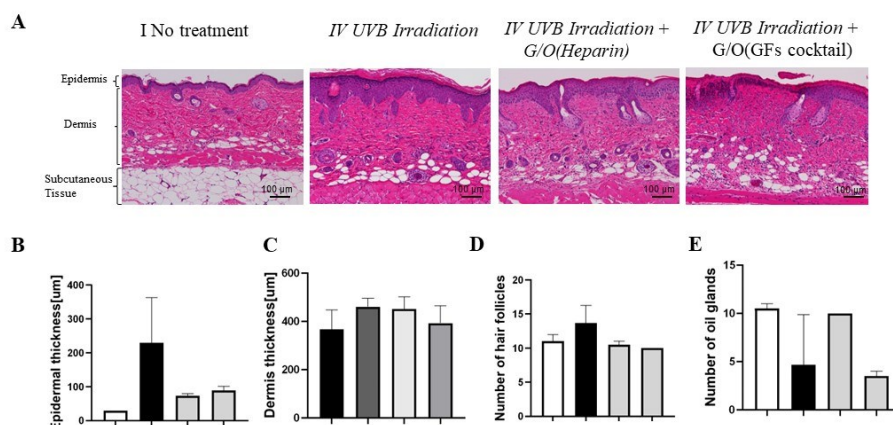 A
I No treatment
IV UVB Irradiation
IV UVB Irradiation +
G/O(Heparin)
IV UVB Irradiation +
G/O(GFs cocktail)
Epidermis
Dermis
Subcutaneous
Tissue
100 µm
100 µm
100 µm
100 µm
B
Epidermal thickness[um]
400
300
200
100
0
C
Dermis thickness[um]
600
400
200
0
D
Number of hair follicles
20
15
10
5
0
E
Number of oil glands
15
10
5
0